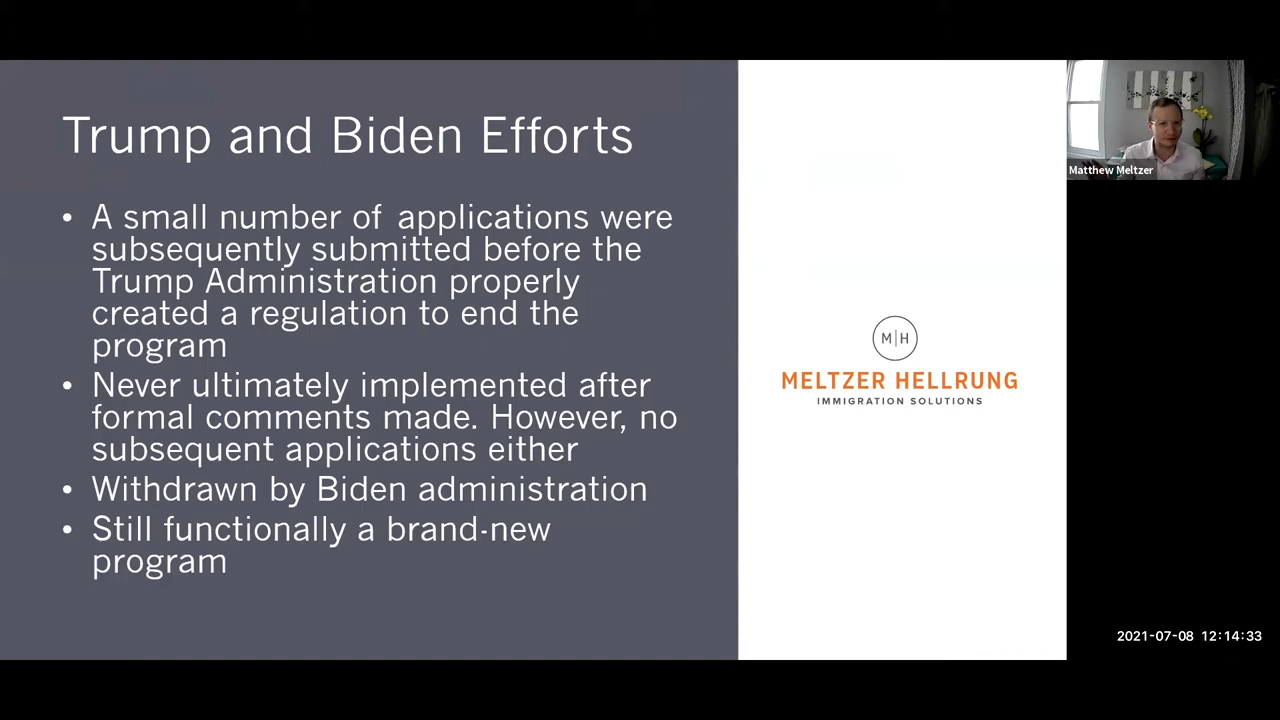 Trump and Biden Efforts
• A small number of applications were
subsequently submitted before the
Trump Administration properly
created a regulation to end the
program
• Never ultimately implemented after
formal comments made. However, no
subsequent applications either
• Withdrawn by Biden administration
• Still functionally a brand-new
program
M|H
MELTZER HELLRUNG
IMMIGRATION SOLUTIONS
Matthew Meltzer
2021-07-08 12:14:33